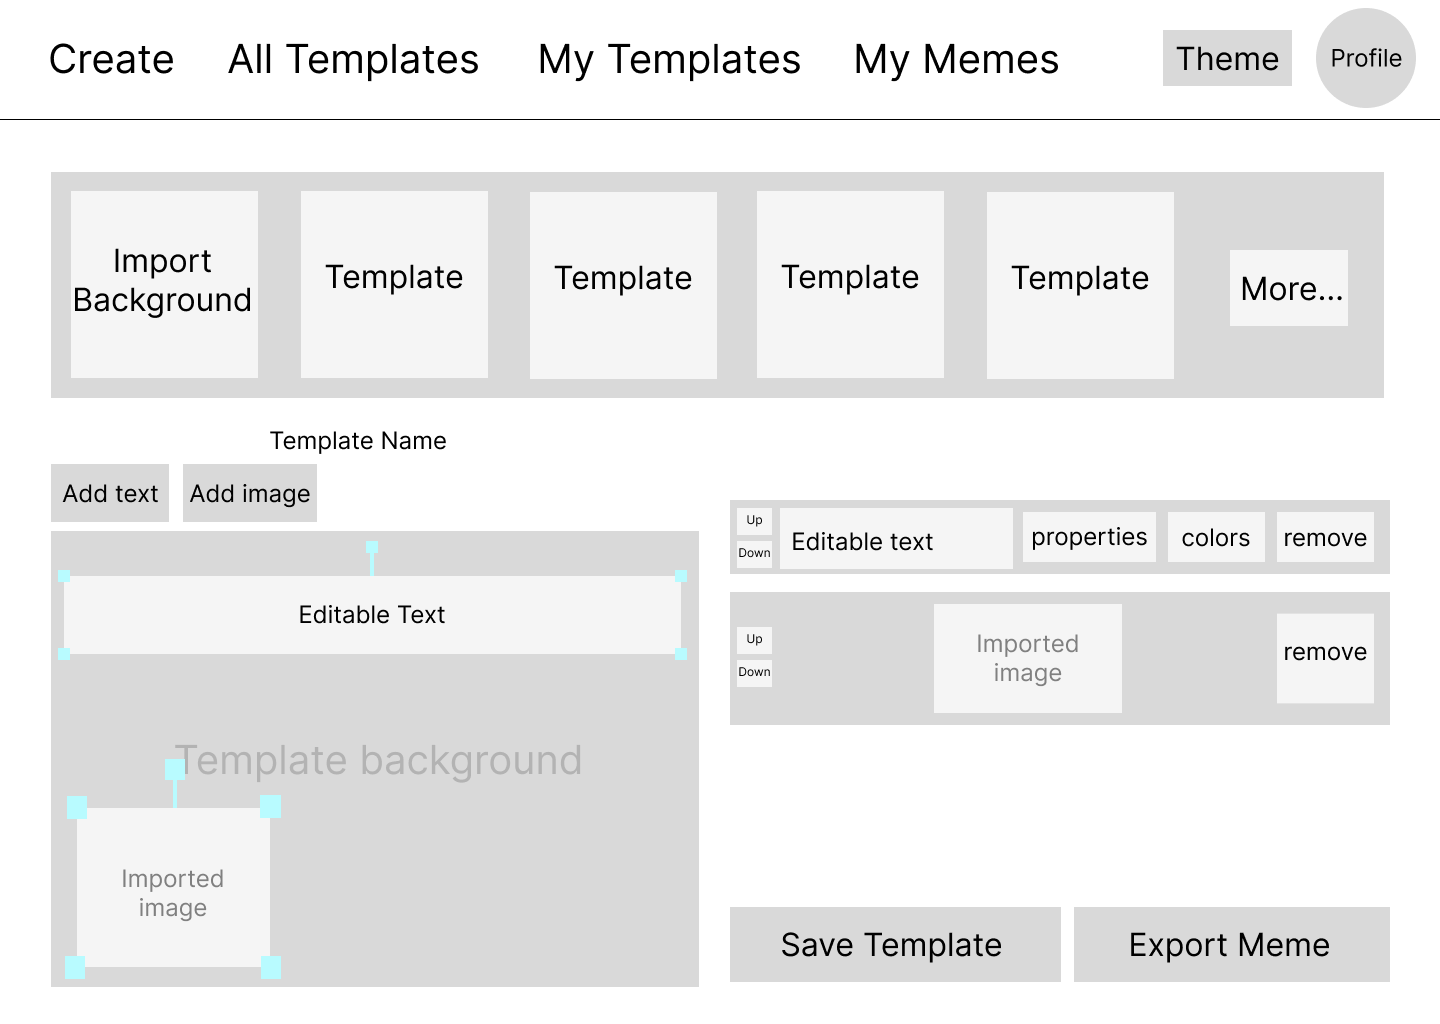 Create
All Templates
My Templates
My Memes
Theme
Profile
Import
Background
Template
Template
Template
Template
More...
Template Name
Add text
Add image
Editable Text
Template background
Imported
image
Up
Down
Editable text
properties
colors
remove
Up
Down
Imported
image
remove
Save Template
Export Meme